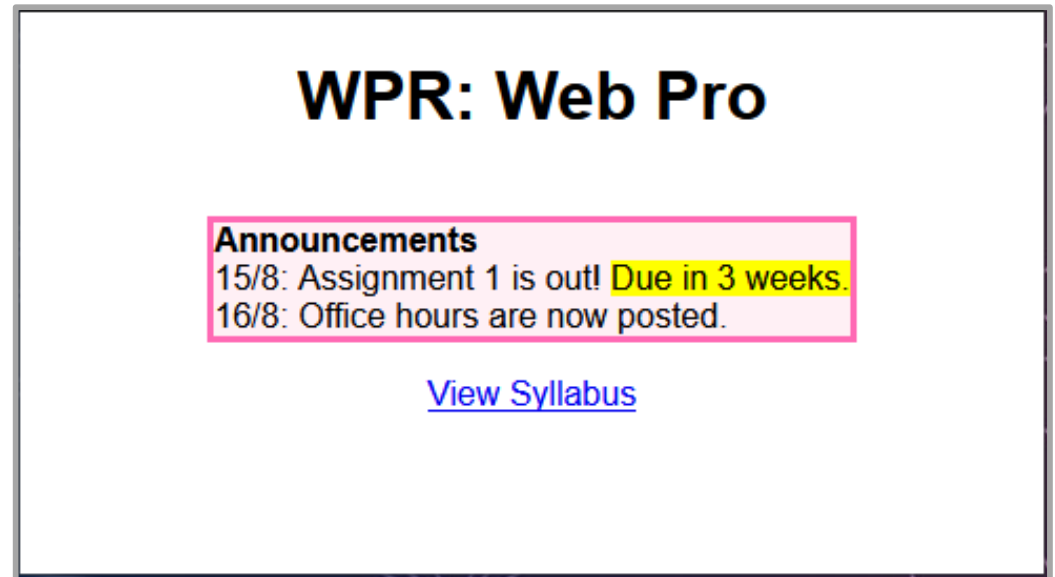 WPR: Web Pro
Announcements
15/8: Assignment 1 is out! Due in 3 weeks.
16/8: Office hours are now posted.
View Syllabus